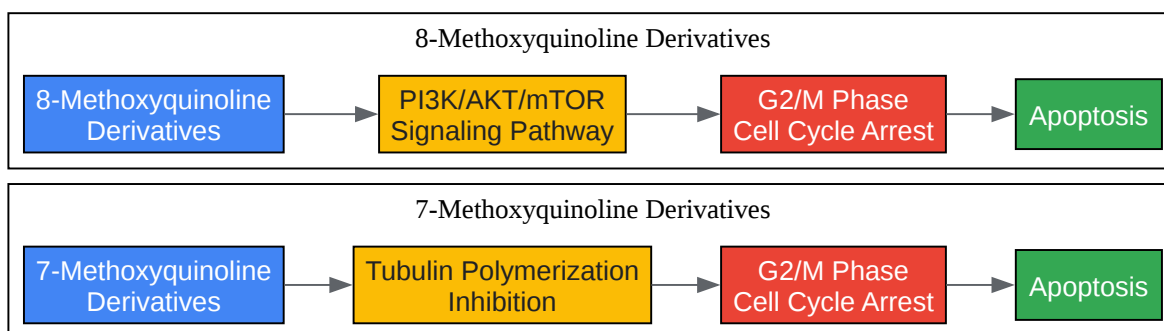 8-Methoxyquinoline Derivatives
8-Methoxyquinoline
Derivatives
PI3K/AKT/mTOR
Signaling Pathway
G2/M Phase
Cell Cycle Arrest
Apoptosis
7-Methoxyquinoline Derivatives
7-Methoxyquinoline
Derivatives
Tubulin Polymerization
Inhibition
G2/M Phase
Cell Cycle Arrest
Apoptosis